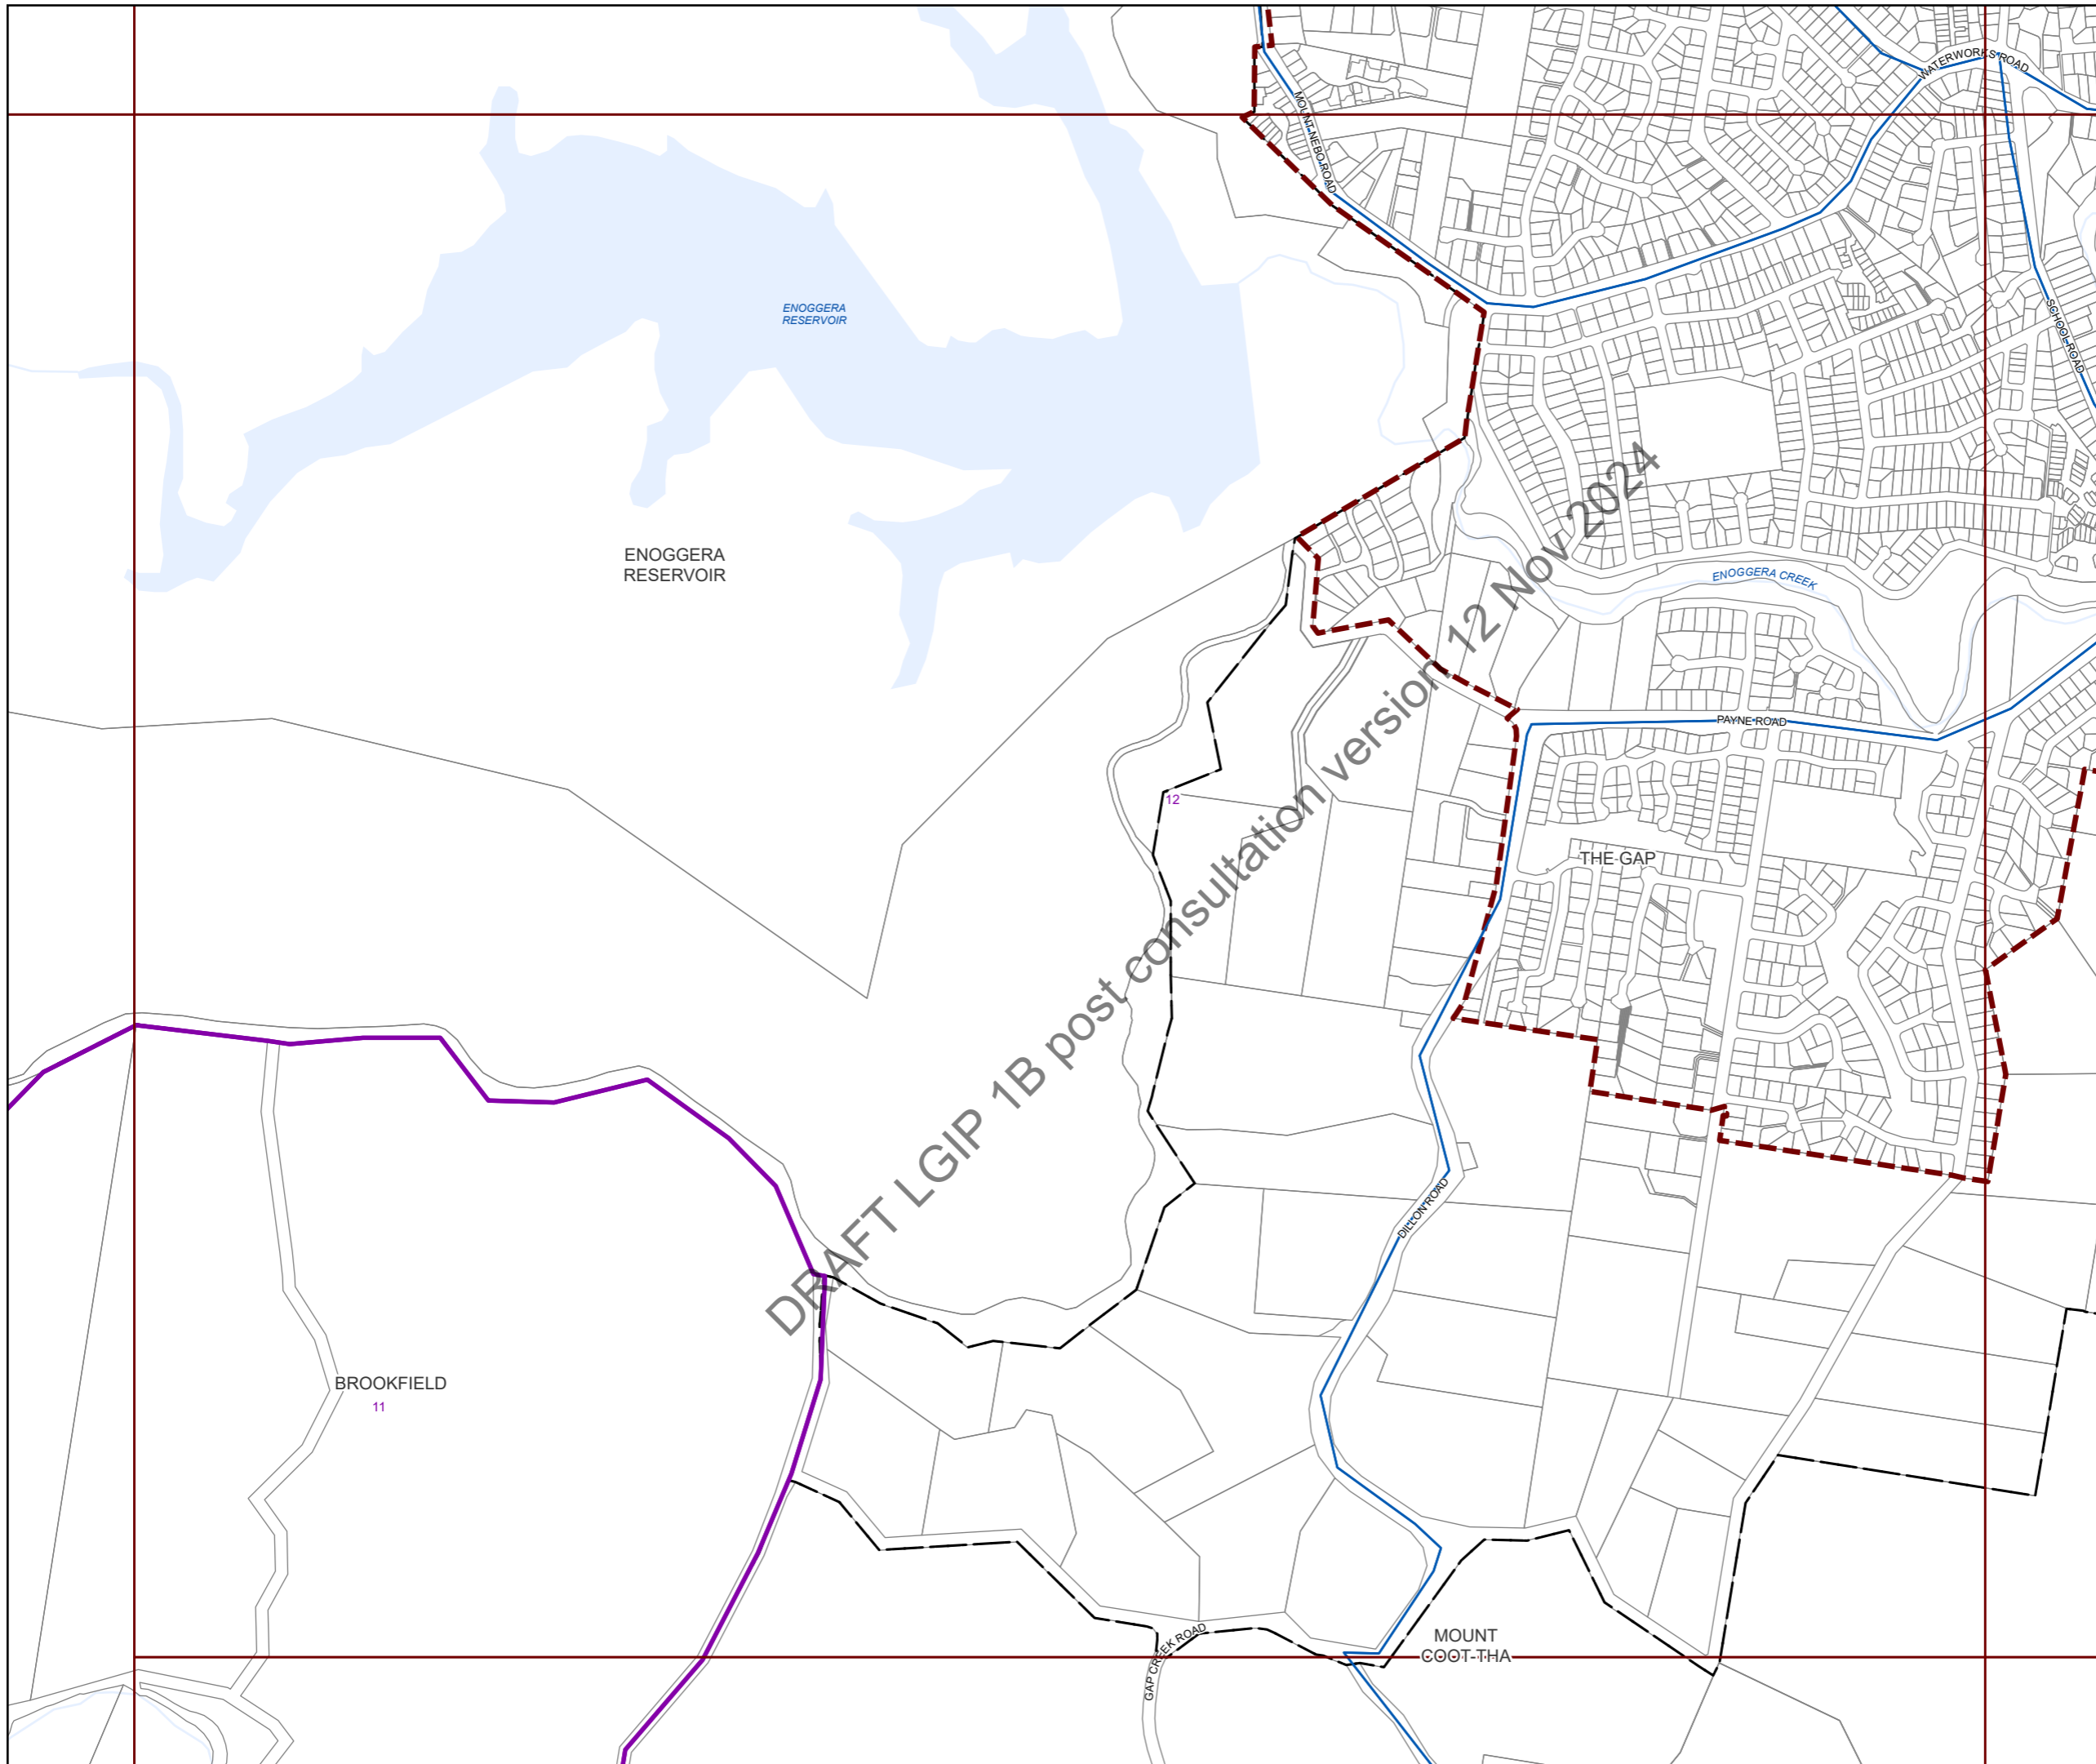 WATERWORKS ROAD
MOUNT NEBO ROAD
ENOGGERA
RESERVOIR
SCHOOL ROAD
ENOGGERA
RESERVOIR
ENOGGERA CREEK
PAYNE ROAD
12
THE GAP
DRAFT LGIP 1B post consultation version 12 Nov 2024
DILLON ROAD
BROOKFIELD
11
MOUNT
COOT-THA
GAP CREEK ROAD